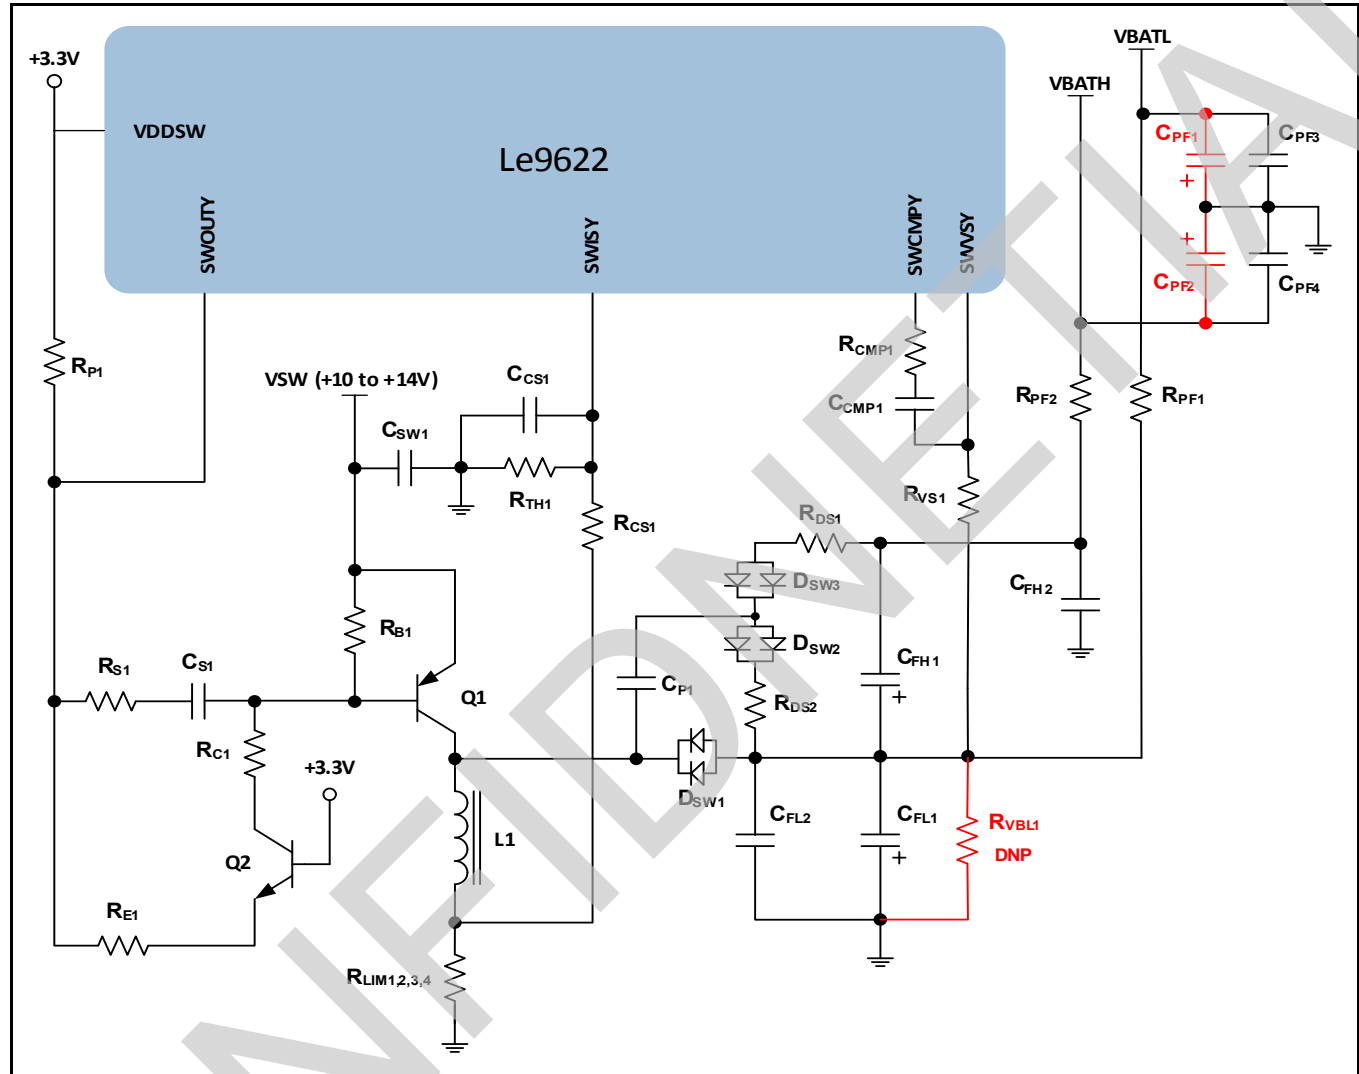 VBATL
+3.3V
VBATH
VDDSW
Le9622
CPF1
CPF3
+
SWOUTY
SWISY
SWCMPY
SWVSY
+
CPF2
CPF4
RCMP1
RP1
VSW (+10 to +14V)
CCS1
RPF2
RPF1
CCMP1
CSW1
RTH1
RVS1
RCS1
RDS1
DSW3
CFH2
RB1
DSW2
CFH1
RS1
CS1
CP1
Q1
RDS2
+
RC1
+3.3V
DSW1
CFL2
CFL1
RVBL1
L1
DNP
+
Q2
RE1
RLIM1,2,3,4
NFIDNETIA